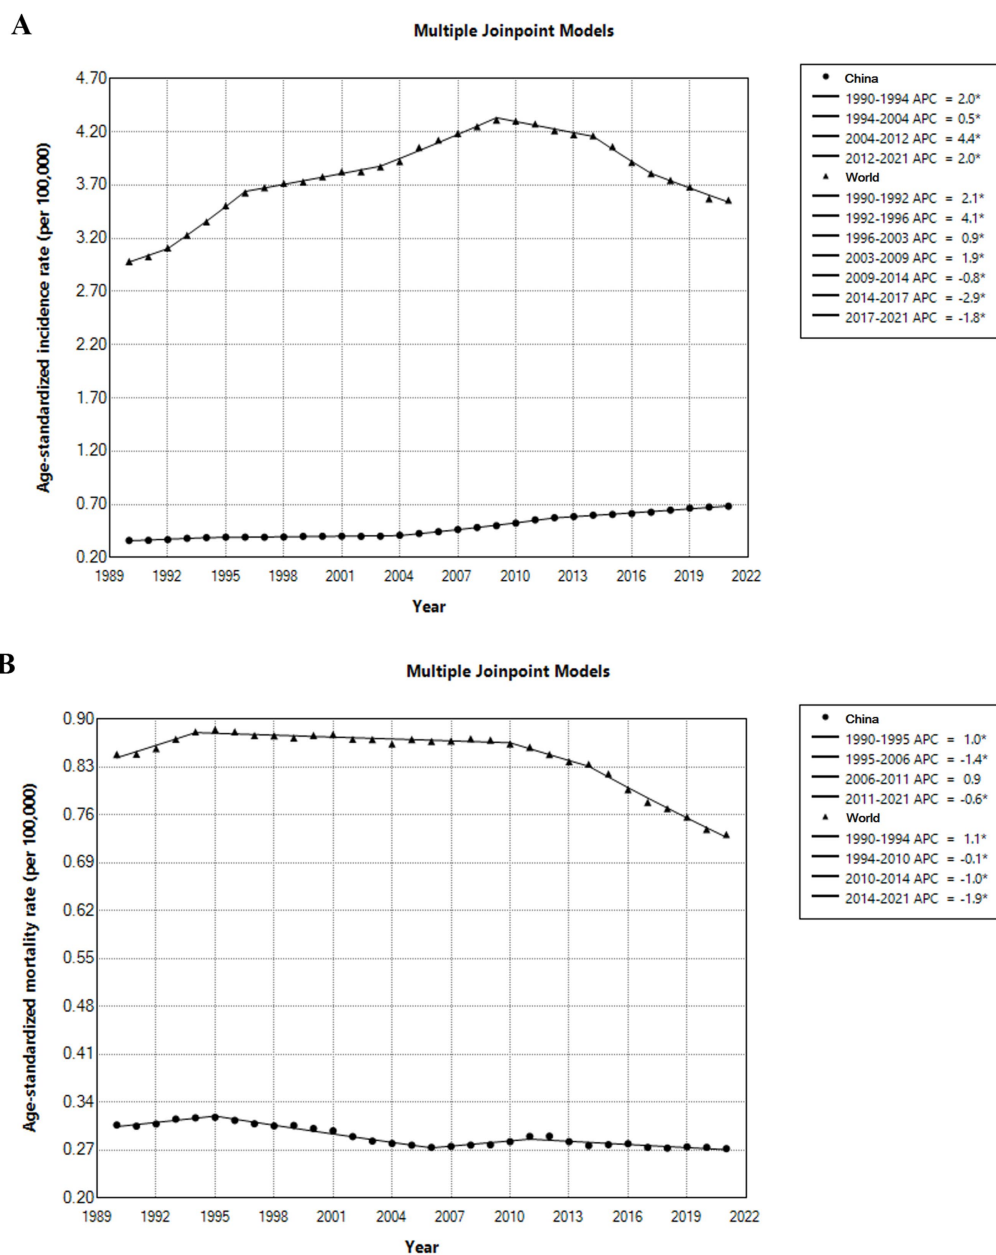 A
Multiple Joinpoint Models
4.70
4.20
3.70
3.20
2.70
2.20
1.70
1.20
0.70
0.20
Age-standardized incidence rate (per 100,000)
1989 1992 1995 1998 2001 2004 2007 2010 2013 2016 2019 2022
Year
China
1990-1994 APC = 2.0*
1994-2004 APC = 0.5*
2004-2012 APC = 4.4*
2012-2021 APC = 2.0*
World
1990-1992 APC = 2.1*
1992-1996 APC = 4.1*
1996-2003 APC = 0.9*
2003-2009 APC = 1.9*
2009-2014 APC = -0.8*
2014-2017 APC = -2.9*
2017-2021 APC = -1.8*
B
Multiple Joinpoint Models
0.90
0.83
0.76
0.69
0.62
0.55
0.48
0.41
0.34
0.27
0.20
Age-standardized mortality rate (per 100,000)
1989 1992 1995 1998 2001 2004 2007 2010 2013 2016 2019 2022
Year
China
1990-1995 APC = 1.0*
1995-2006 APC = -1.4*
2006-2011 APC = 0.9
2011-2021 APC = -0.6*
World
1990-1994 APC = 1.1*
1994-2010 APC = -0.1*
2010-2014 APC = -1.0*
2014-2021 APC = -1.9*